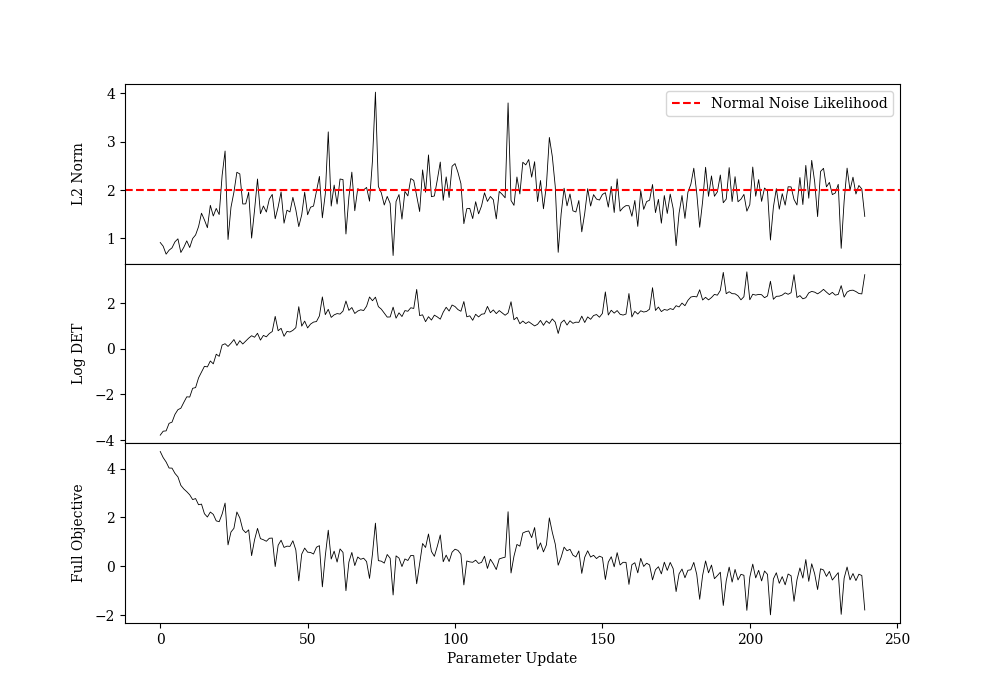 4
3
2
1
L2 Norm
Normal Noise Likelihood
2
0
−2
−4
Log DET
4
2
0
−2
Full Objective
0 50 100 150 200 250
Parameter Update